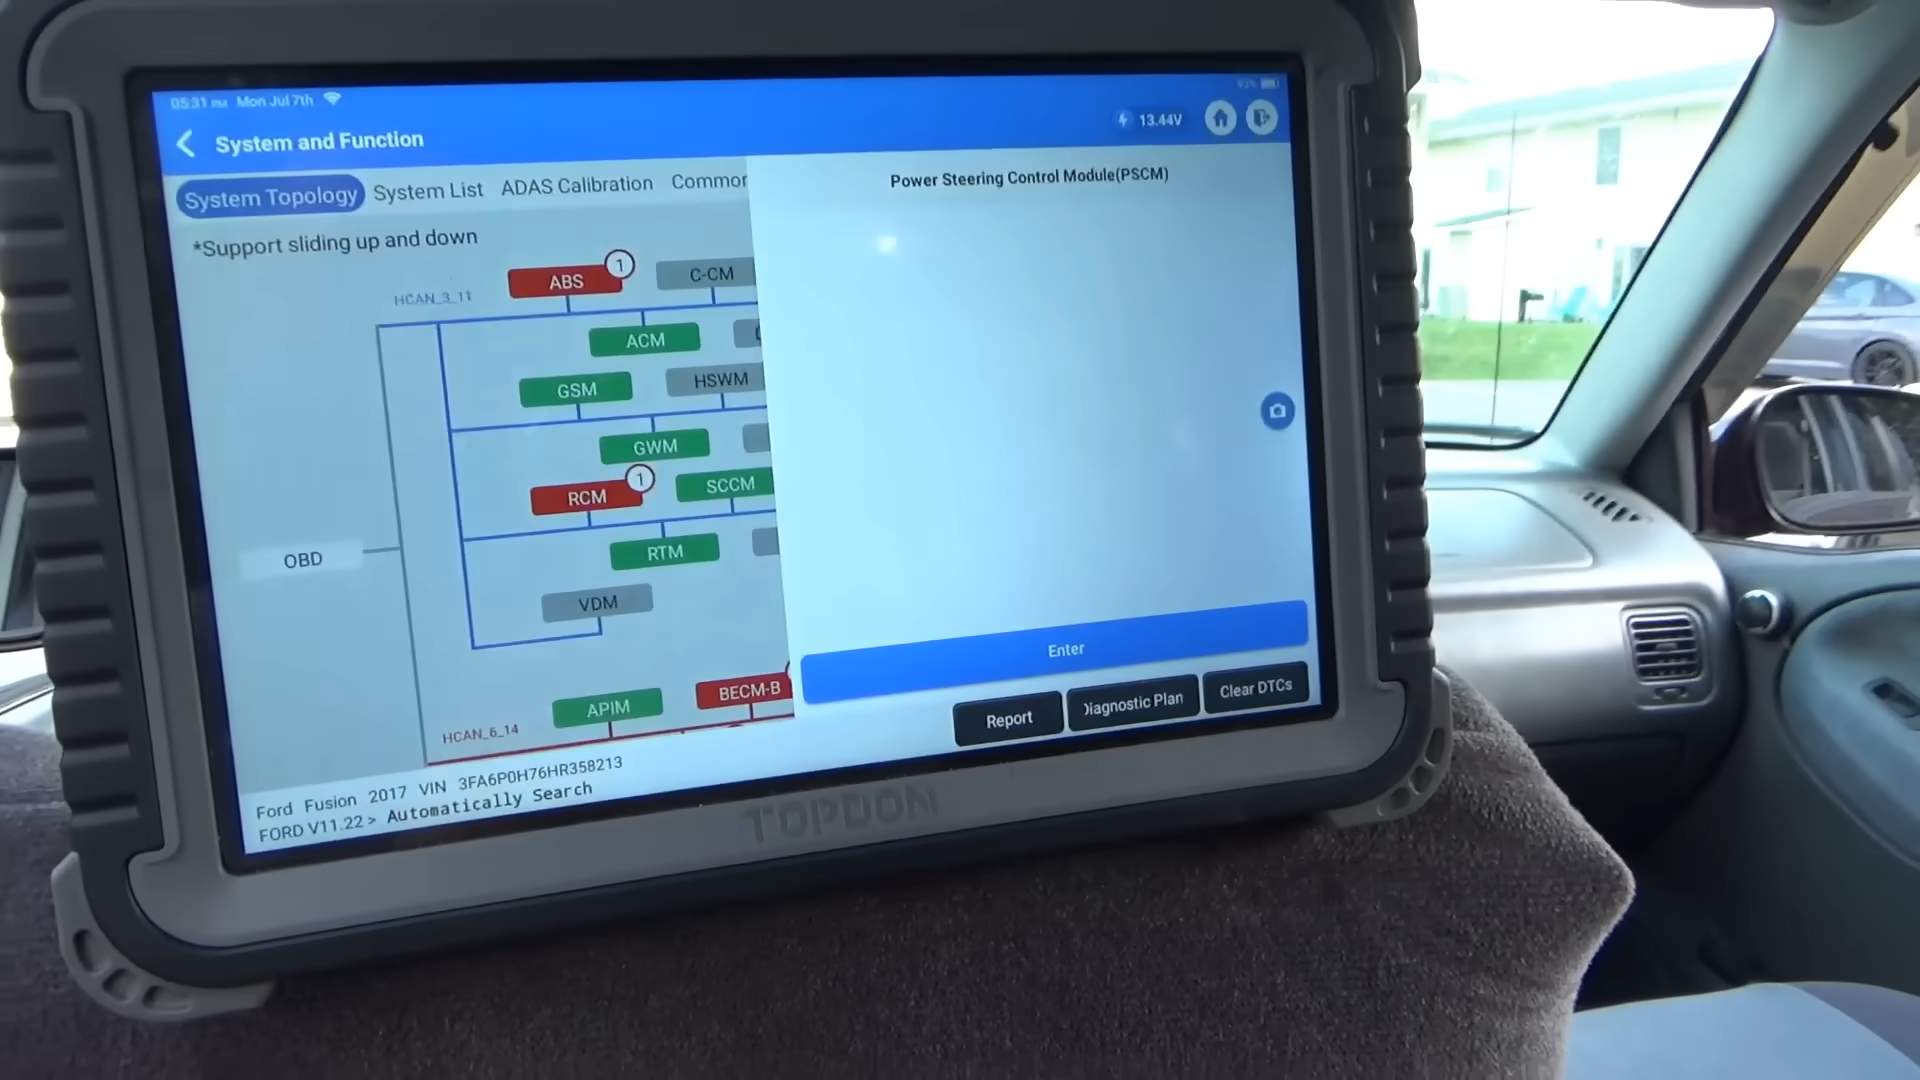 05:31 PM Mon Jul 7th
93%
System and Function
13.44V
System Topology System List ADAS Calibration Commor
*Support sliding up and down
Power Steering Control Module(PSCM)
HCAN_3_11
ABS 1
C-CM
ACM
GSM
HSWM
GWM
RCM 1
SCCM
RTM
OBD
VDM
Enter
APIM
BECM-B
HCAN_6_14
Report
Diagnostic Plan
Clear DTCs
Ford Fusion 2017 VIN 3FA6P0H76HR358213
FORD V11.22 > Automatically Search
TOPDON